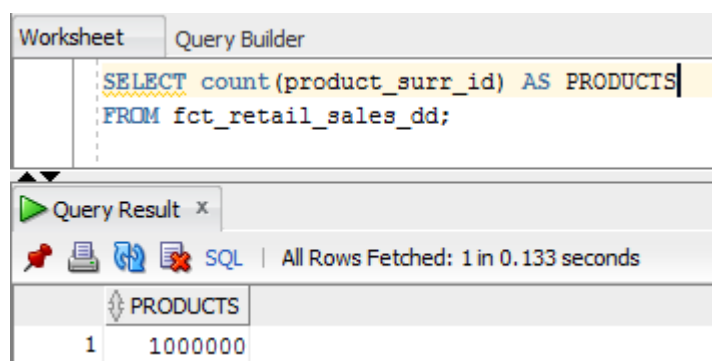 Worksheet Query Builder
SELECT count(product_surr_id) AS PRODUCTS
FROM fct_retail_sales_dd;
Query Result x
SQL | All Rows Fetched: 1 in 0.133 seconds
PRODUCTS
1 1000000